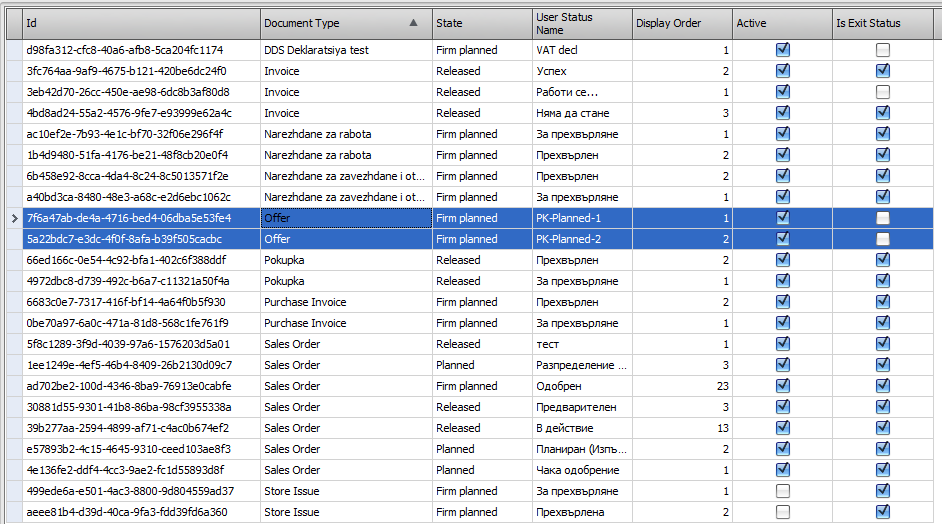 Id Document Type State User Status Name Display Order Active Is Exit Status
d98fa312-cfc8-40a6-afb8-5ca204fc1174 DDS Deklaratsiya test Firm planned VAT decl 1
3fc764aa-9af9-4675-b121-420be6dc24f0 Invoice Released Успех 2
3eb42d70-26cc-450e-ae98-6dc8b3af80d8 Invoice Released Работи се... 1
4bd8ad24-55a2-4576-9fe7-e93999e62a4c Invoice Released Няма да стане 3
ac10ef2e-7b93-4e1c-bf70-32f06e296f4f Narezhdane za rabota Firm planned За прехвърляне 1
1b4d9480-51fa-4176-be21-48f8cb20e0f4 Narezhdane za rabota Firm planned Прехвърлен 2
6b458e92-8cca-4da4-8c24-8c5013571f2e Narezhdane za zavezhdane i ot... Firm planned Прехвърлен 2
a40bd3ca-8480-48e3-a68c-e2d6ebc1062c Narezhdane za zavezhdane i ot... Firm planned За прехвърляне 1
7f6a47ab-de4a-4716-bed4-06dba5e53fe4 Offer Firm planned PK-Planned-1 1
5a22bdc7-e3dc-4f0f-8afa-b39f505cacbc Offer Firm planned PK-Planned-2 2
66ed166c-0e54-4c92-bfa1-402c6f388ddf Pokupka Released Прехвърлен 2
4972dbc8-d739-492c-b6a7-c11321a50f4a Pokupka Released За прехвърляне 1
6683c0e7-7317-416f-bf14-4a64f0b5f930 Purchase Invoice Firm planned Прехвърлен 2
0be70a97-6a0c-471a-81d8-568c1fe761f9 Purchase Invoice Firm planned За прехвърляне 1
5f8c1289-3f9d-4039-97a6-1576203d5a01 Sales Order Released тест 1
1ee1249e-4ef5-46b4-8409-26b2130d09c7 Sales Order Planned Разпределение ... 3
ad702be2-100d-4346-8ba9-76913e0cabfe Sales Order Firm planned Одобрен 23
30881d55-9301-41b8-86ba-98cf3955338a Sales Order Released Предварителен 3
39b277aa-2594-4899-af71-c4ac0b674ef2 Sales Order Released В действие 13
e57893b2-4c15-4645-9310-ceed103ae8f3 Sales Order Planned Планиран (Изпъ... 2
4e136fe2-ddf4-4cc3-9ae2-fc1d55893d8f Sales Order Planned Чака одобрение 1
499ede6a-e501-4ac3-8800-9d804559ad37 Store Issue Firm planned За прехвърляне 1
aeee81b4-d39d-40ca-9fa3-fdd39fd6a360 Store Issue Firm planned Прехвърлена 2